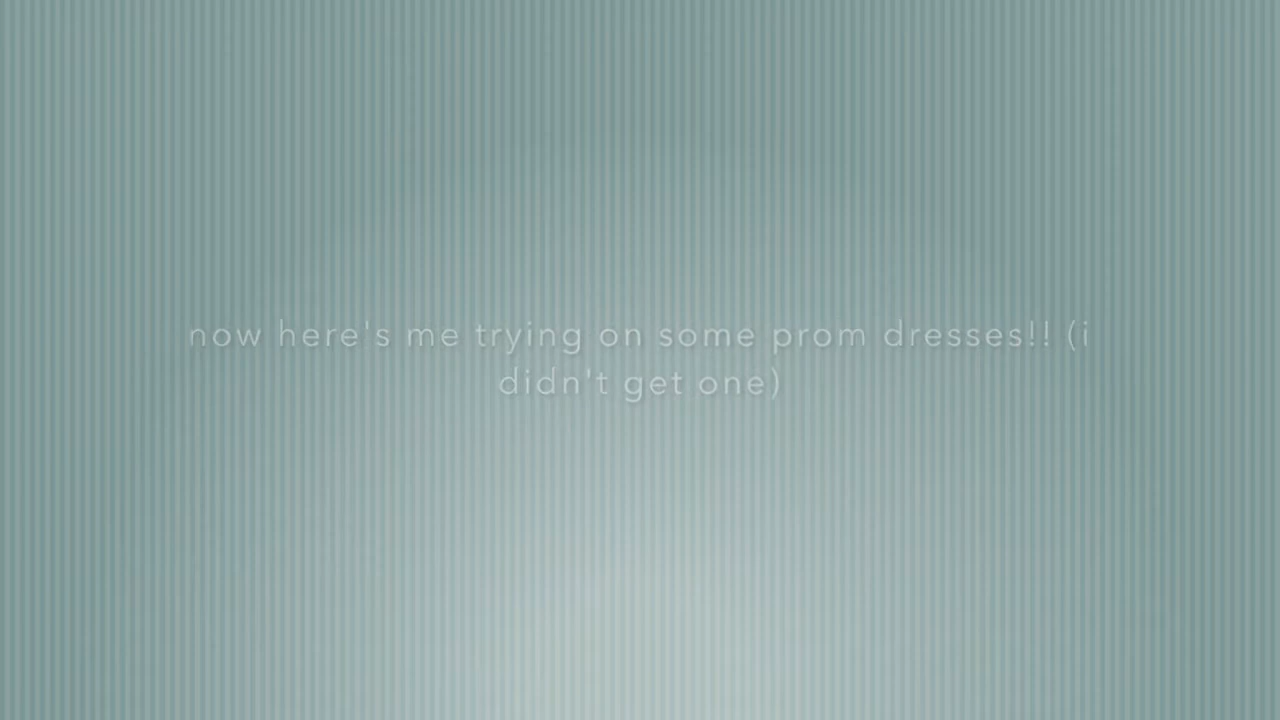 now here's me trying on some prom dresses!! (i
didn't get one)